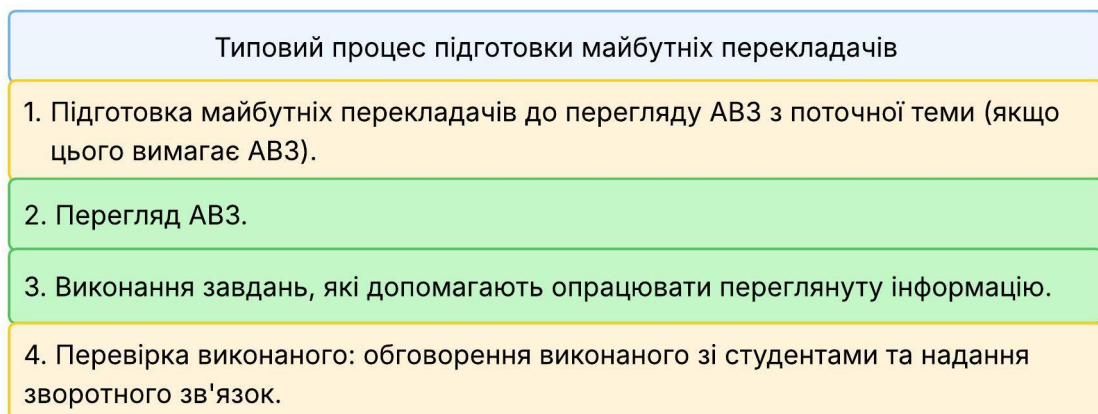 Типовий процес підготовки майбутніх перекладачів
1. Підготовка майбутніх перекладачів до перегляду АВЗ з поточної теми (якщо
цього вимагає АВЗ).
2. Перегляд АВЗ.
3. Виконання завдань, які допомагають опрацювати переглянуту інформацію.
4. Перевірка виконаного: обговорення виконаного зі студентами та надання
зворотного зв'язок.